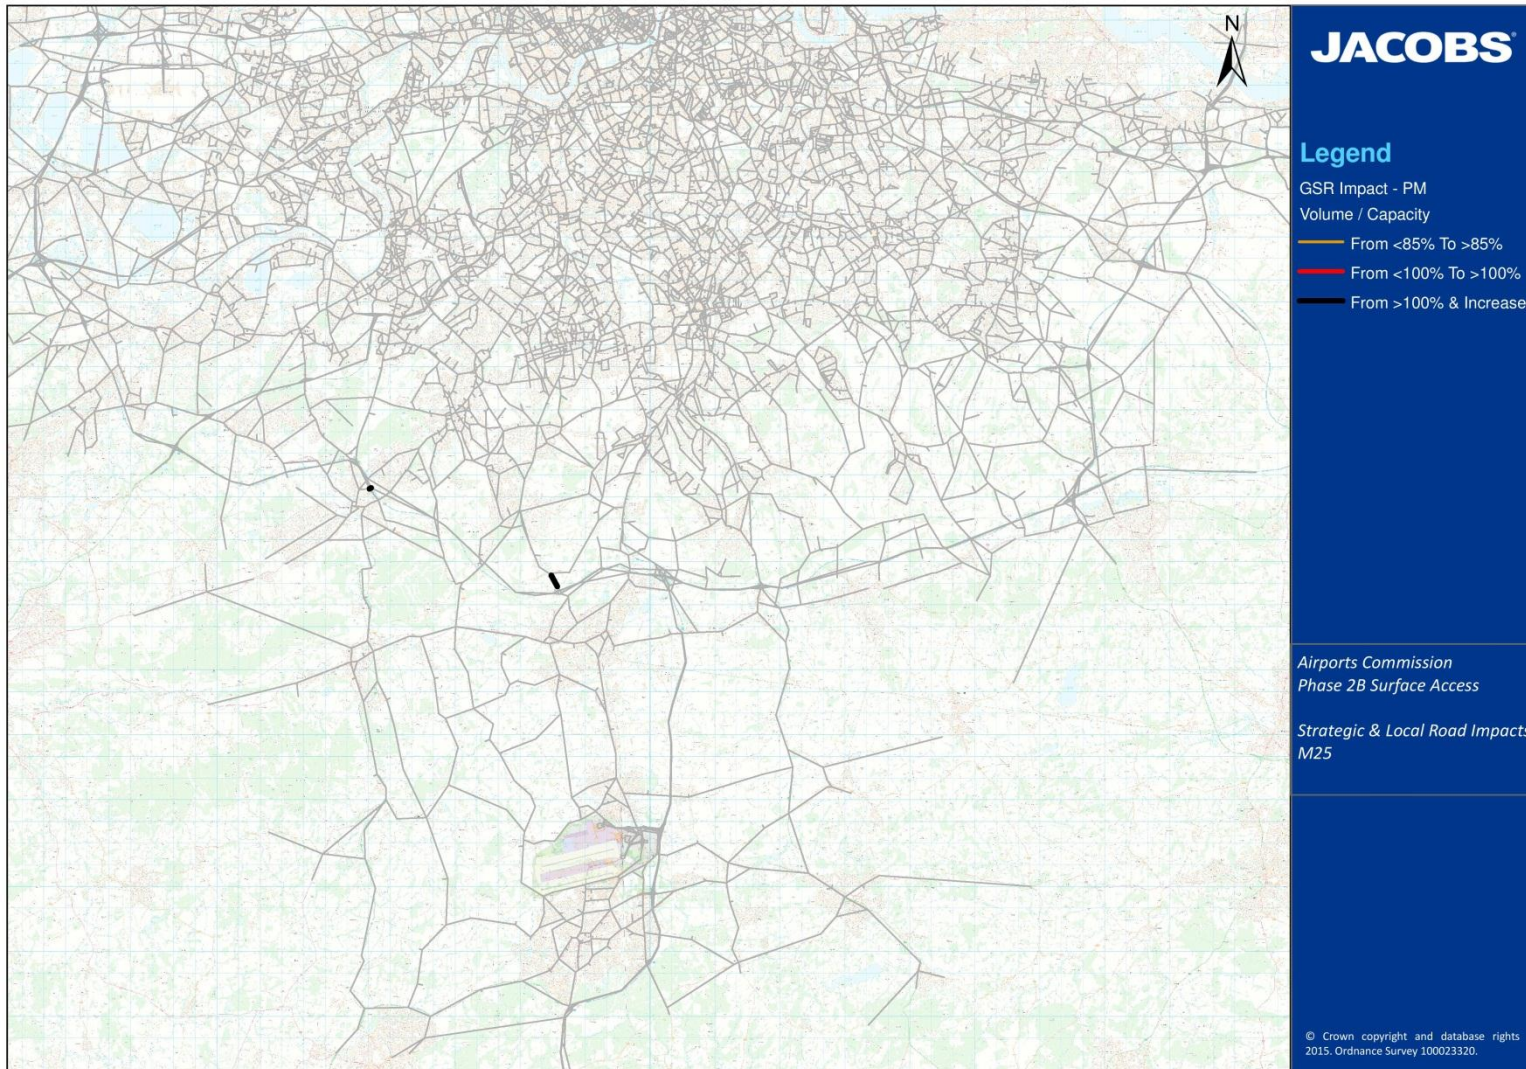 N
JACOBS
Legend
GSR Impact - PM
Volume / Capacity
From <85% To >85%
From <100% To >100%
From >100% & Increase
Airports Commission
Phase 2B Surface Access
Strategic & Local Road Impacts
M25
© Crown copyright and database rights
2015. Ordnance Survey 100023320.